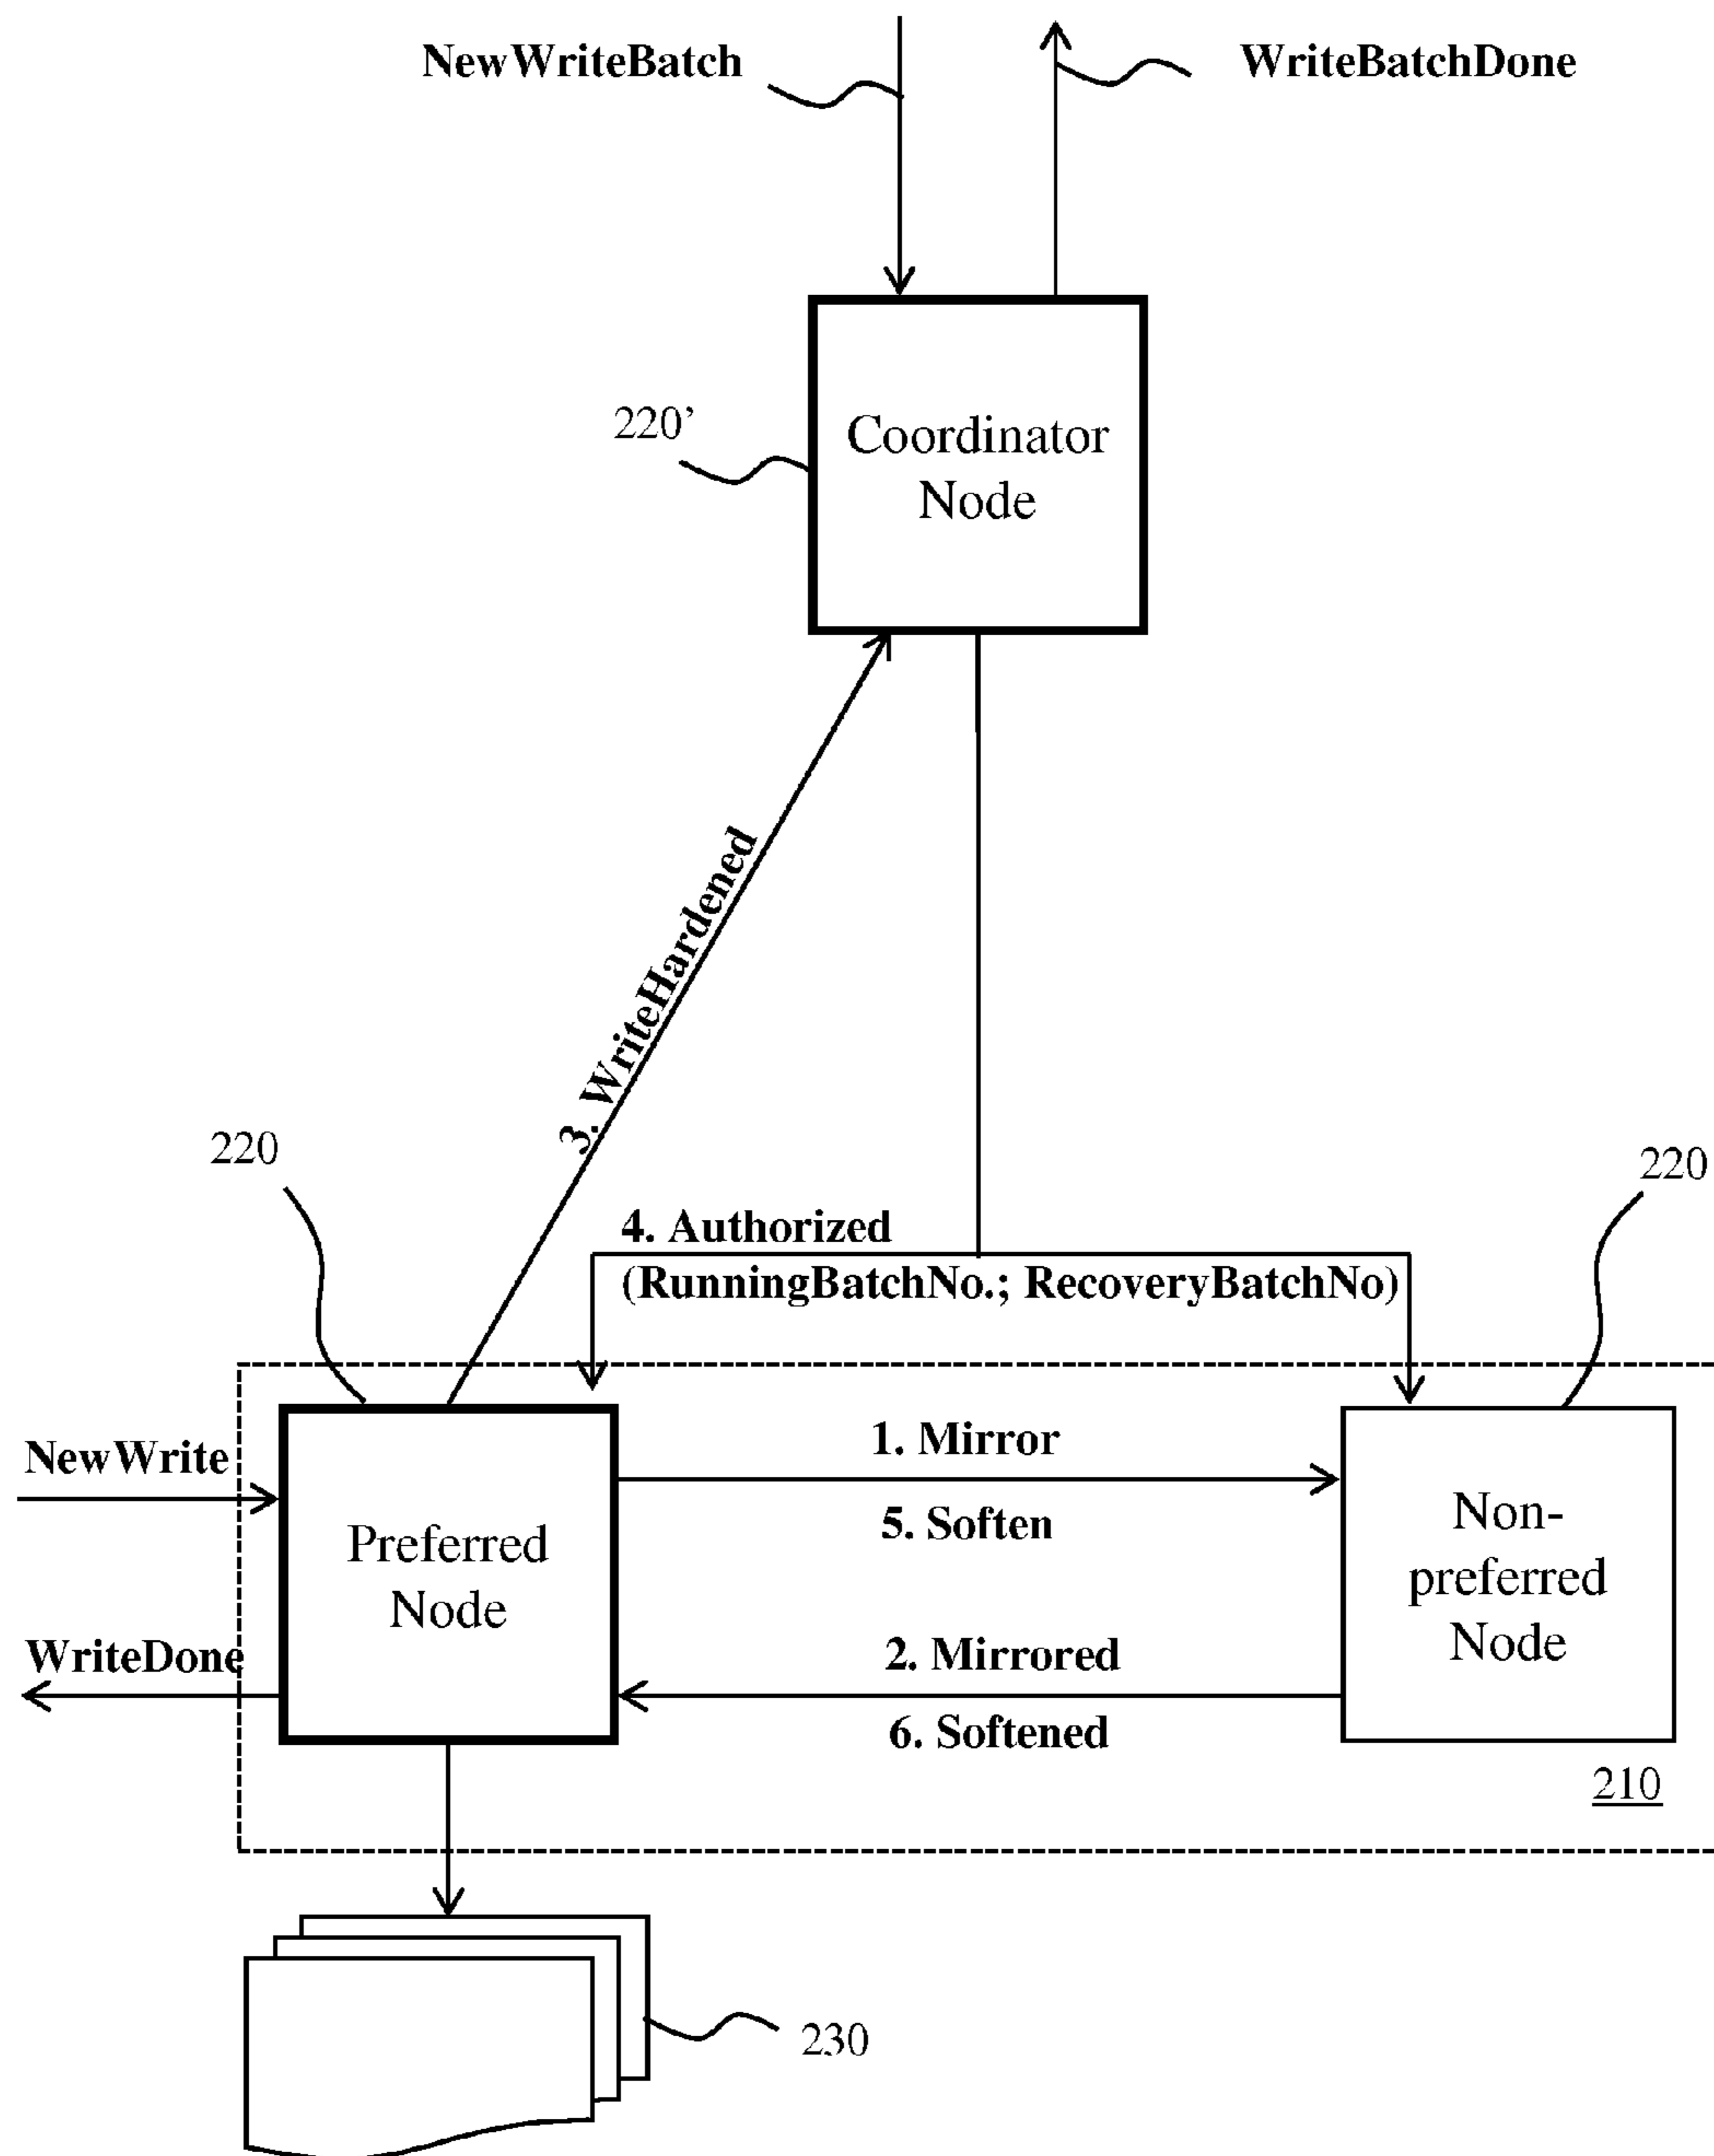 NewWriteBatch
WriteBatchDone
220’
Coordinator
Node
3. WriteHardened
220
220
4. Authorized
(RunningBatchNo.; RecoveryBatchNo)
NewWrite
1. Mirror
5. Soften
Preferred
Node
Non-
preferred
Node
WriteDone
2. Mirrored
6. Softened
210
230